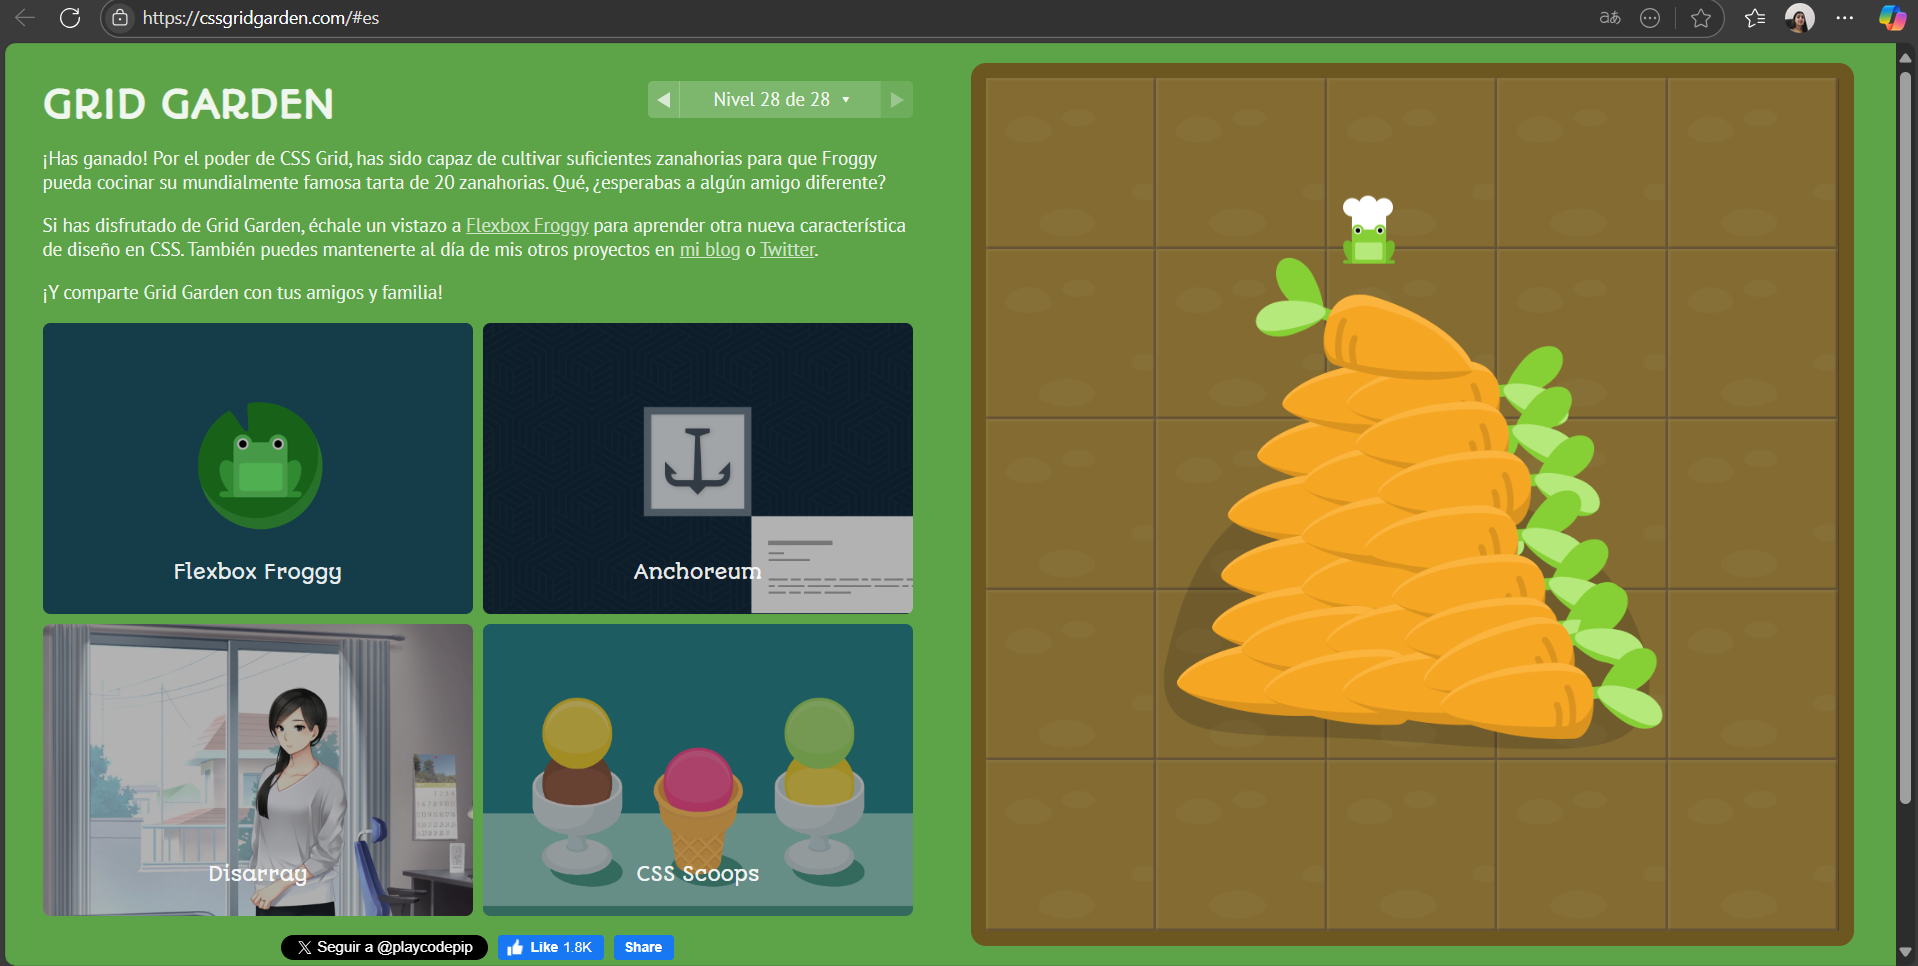 https://cssgridgarden.com/#es
GRID GARDEN
Nivel 28 de 28
¡Has ganado! Por el poder de CSS Grid, has sido capaz de cultivar suficientes zanahorias para que Froggy
pueda cocinar su mundialmente famosa tarta de 20 zanahorias. Qué, ¿esperabas a algún amigo diferente?
Si has disfrutado de Grid Garden, échale un vistazo a Flexbox Froggy para aprender otra nueva característica
de diseño en CSS. También puedes mantenerte al día de mis otros proyectos en mi blog o Twitter.
¡Y comparte Grid Garden con tus amigos y familia!
Flexbox Froggy
Anchoreum
Disarray
CSS Scoops
Seguir a @playcodepip
Like 1.8K
Share